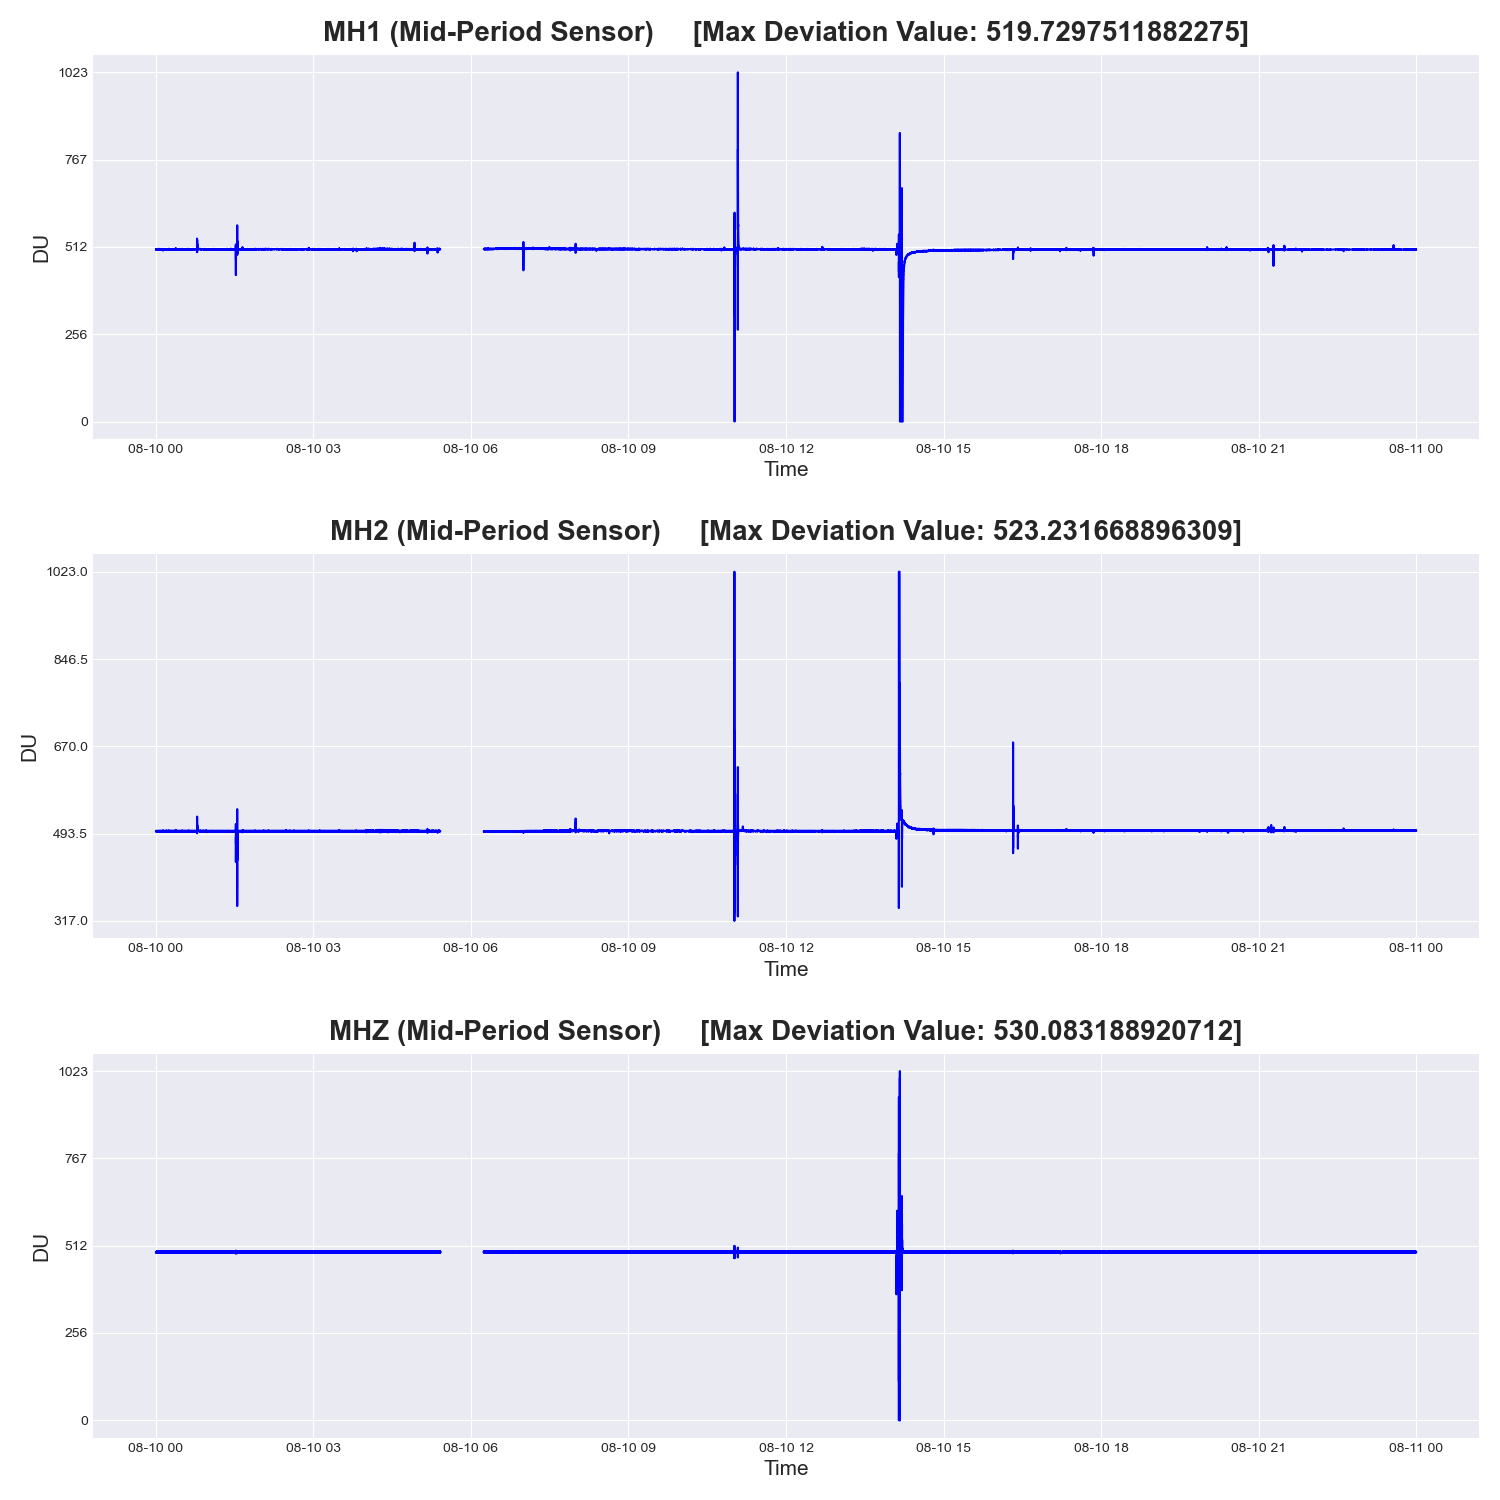 MH1 (Mid-Period Sensor) [Max Deviation Value: 519.7297511882275]
1023
767
512
256
0
DU
08-10 00 08-10 03 08-10 06 08-10 09 08-10 12 08-10 15 08-10 18 08-10 21 08-11 00
Time
MH2 (Mid-Period Sensor) [Max Deviation Value: 523.231668896309]
1023.0
846.5
670.0
493.5
317.0
DU
08-10 00 08-10 03 08-10 06 08-10 09 08-10 12 08-10 15 08-10 18 08-10 21 08-11 00
Time
MHZ (Mid-Period Sensor) [Max Deviation Value: 530.083188920712]
1023
767
512
256
0
DU
08-10 00 08-10 03 08-10 06 08-10 09 08-10 12 08-10 15 08-10 18 08-10 21 08-11 00
Time